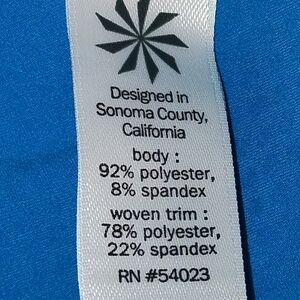 Designed in
Sonoma County,
California
body :
92% polyester,
8% spandex
woven trim :
78% polyester,
22% spandex
RN #54023